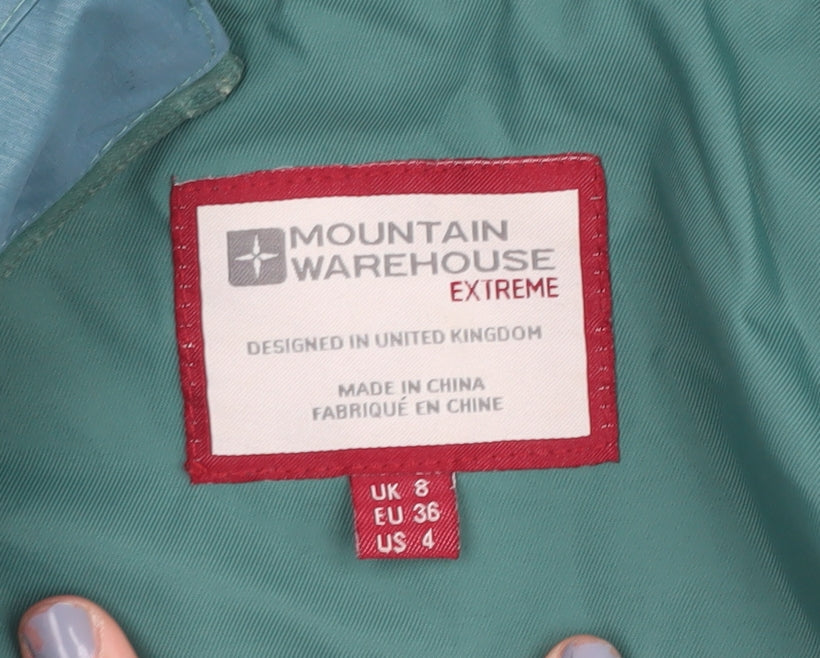 MOUNTAIN
WAREHOUSE
EXTREME
DESIGNED IN UNITED KINGDOM
MADE IN CHINA
FABRIQUÉ EN CHINE
UK 8
EU 36
US 4